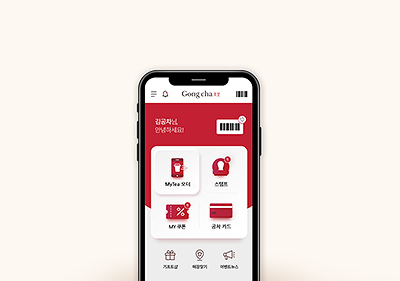 Gong cha 공차
김공차님,
안녕하세요!
MyTea 오더
스탬프
MY 쿠폰
공차 카드
기프트샵
매장찾기
이벤트뉴스